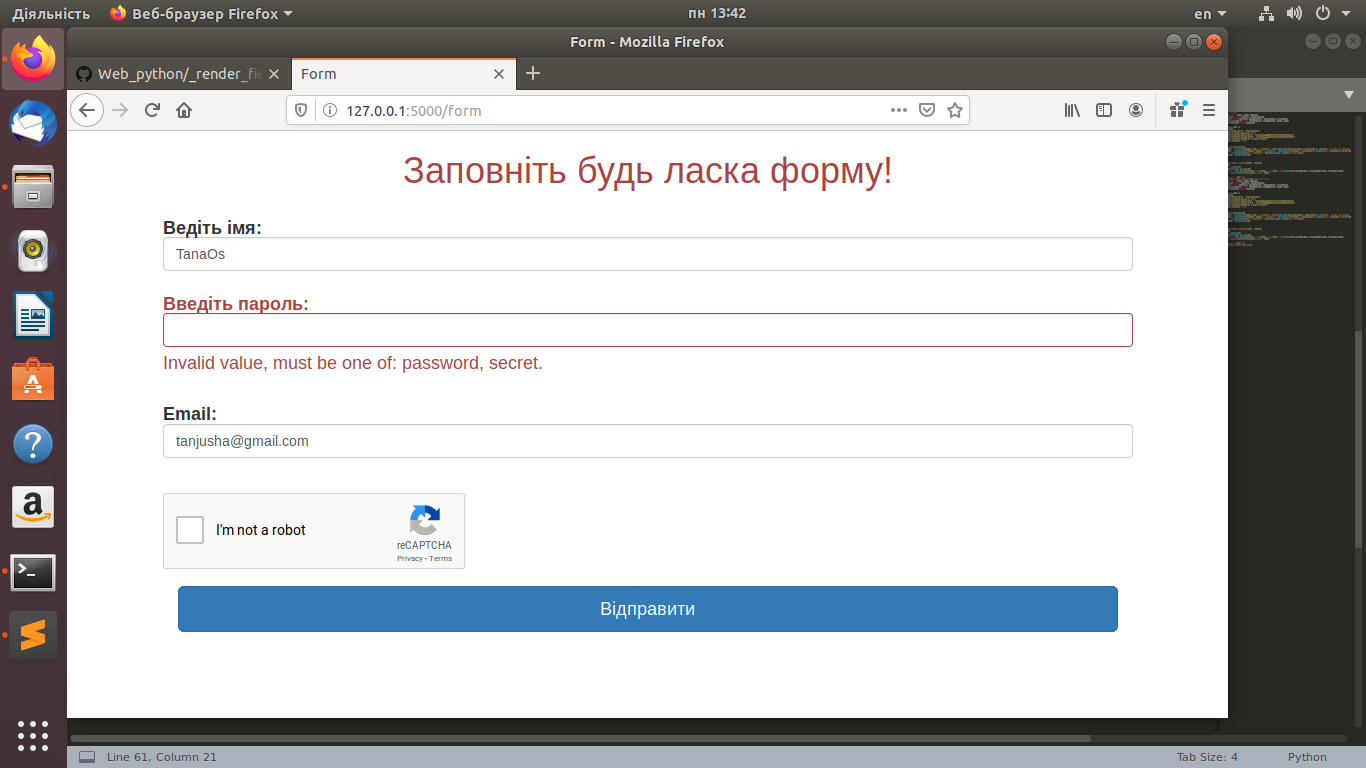 Діяльність
Веб-браузер Firefox
пн 13:42
en
Form - Mozilla Firefox
Web_python/_render_fie
Form
127.0.0.1:5000/form
Заповніть будь ласка форму!
Ведіть імя:
TanaOs
Введіть пароль:
Invalid value, must be one of: password, secret.
Email:
tanjusha@gmail.com
I'm not a robot
reCAPTCHA
Privacy - Terms
Відправити
Line 61, Column 21
Tab Size: 4
Python